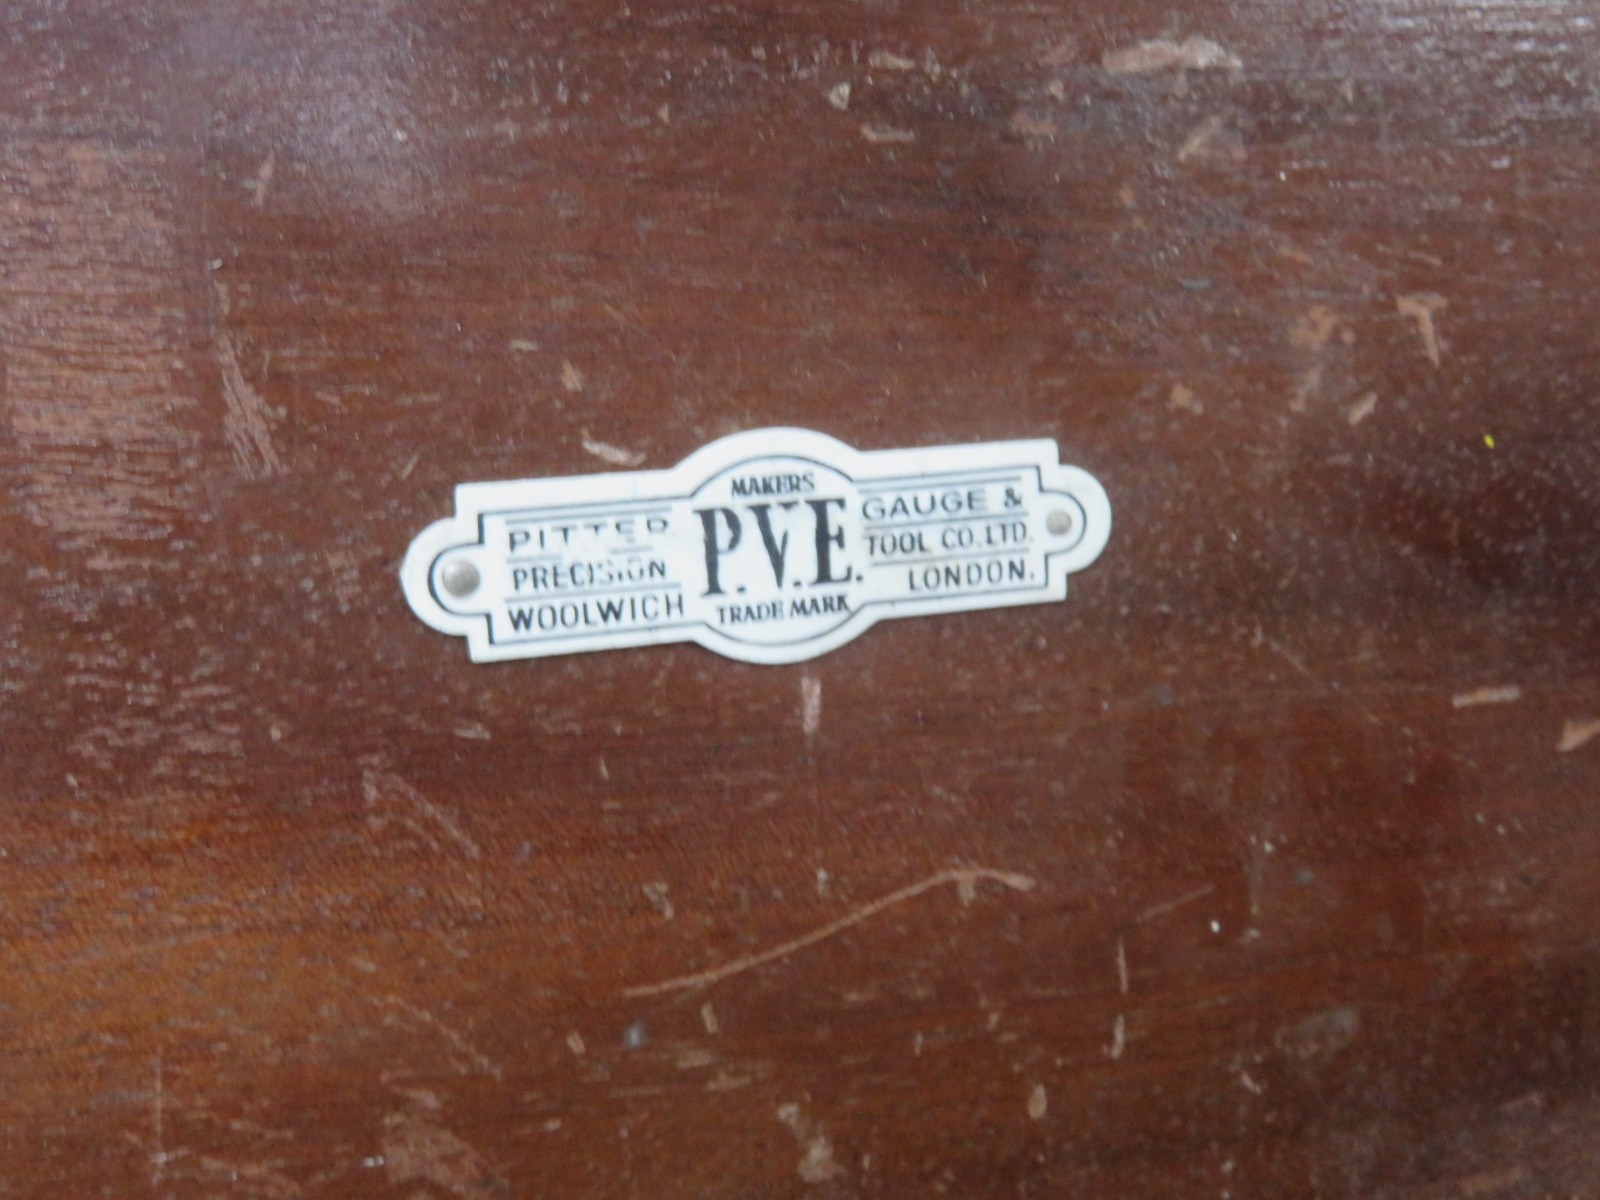 MAKERS
PITTER P.V.E. GAUGE &
PRECISION TOOL CO. LTD.
WOOLWICH LONDON.
TRADE MARK